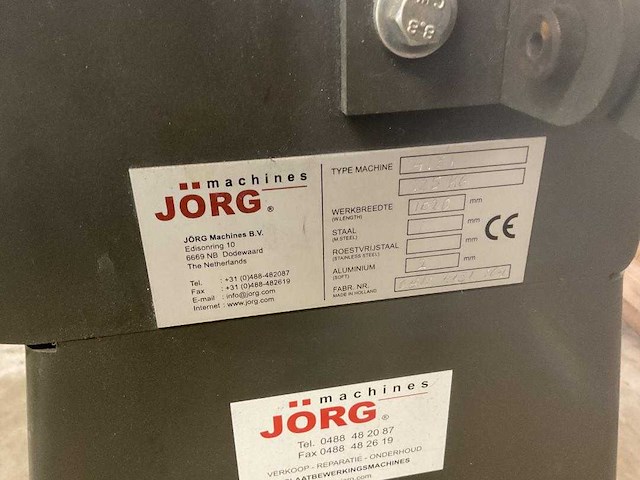 8.8
machines
JÖRG ®
JÖRG Machines B.V.
Edisonring 10
6669 NB Dodewaard
The Netherlands
Tel. : +31 (0)488-482087
Fax : +31 (0)488-482619
E-mail : info@jorg.com
Internet : www.jorg.com
TYPE MACHINE
WERKBREEDTE mm
(W.LENGTH)
STAAL mm
(M.STEEL)
ROESTVRIJSTAAL mm
(STAINLESS STEEL)
ALUMINIUM mm
(SOFT)
FABR. NR.
MADE IN HOLLAND
CE
machines
JÖRG ®
Tel. 0488 48 20 87
Fax 0488 48 26 19
VERKOOP - REPARATIE - ONDERHOUD
PLAATBEWERKINGSMACHINES
.com